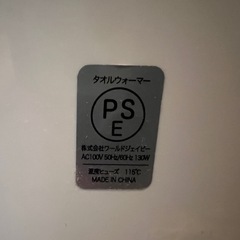 タオルウォーマー
PS
E
株式会社ワールドジェイビー
AC100V 50Hz/60Hz 130W
温度ヒューズ 115℃
MADE IN CHINA